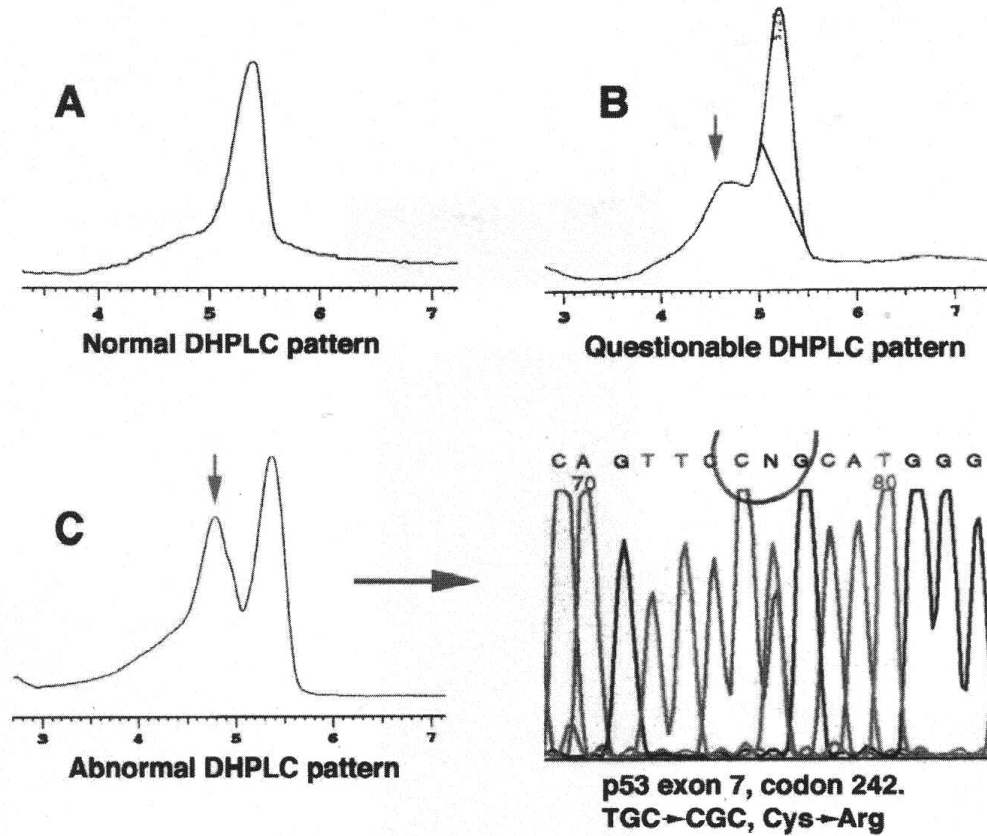 A
4 5 6 7
Normal DHPLC pattern
B
3 4 5 6 7
Questionable DHPLC pattern
C
3 4 5 6 7
Abnormal DHPLC pattern
C A G T T C C N G C A T G G G
70 80
p53 exon 7, codon 242.
TGC→CGC, Cys→Arg